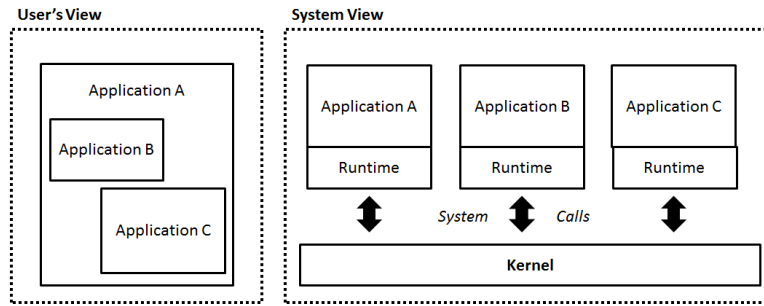 User's View
Application A
Application B
Application C
System View
Application A
Application B
Application C
Runtime
Runtime
Runtime
System
Calls
Kernel